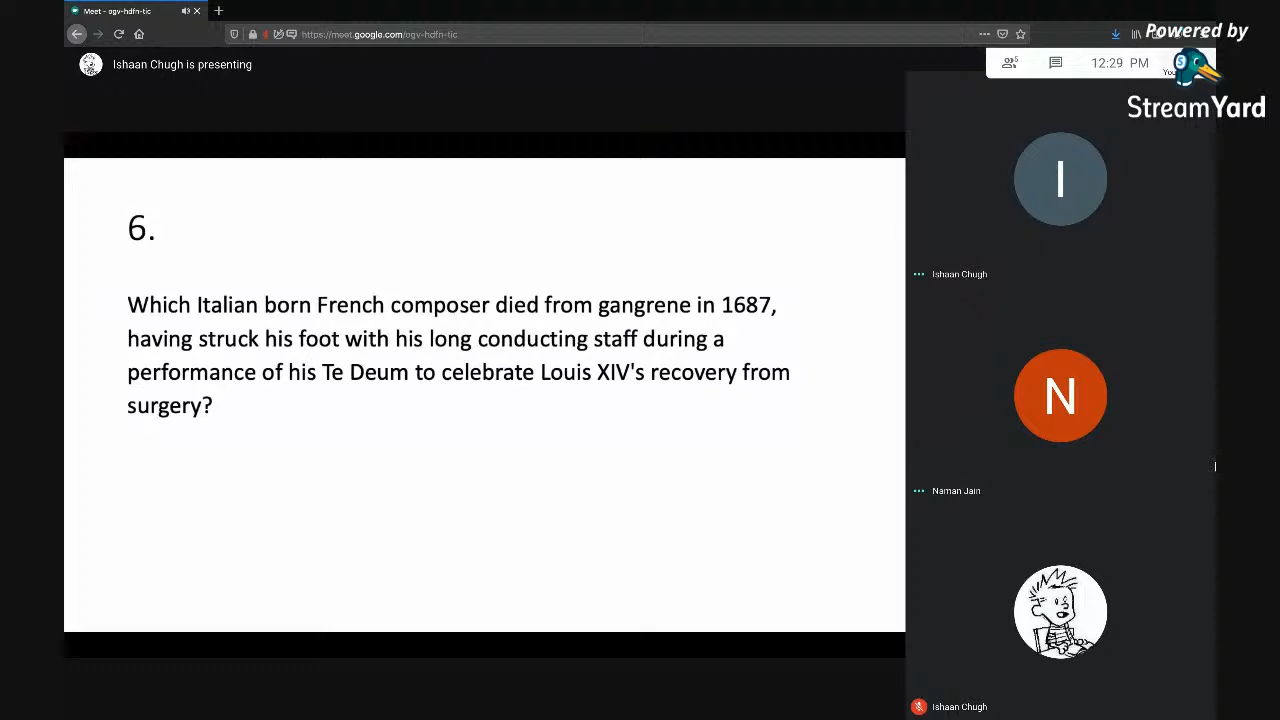 Meet - ogv-hdfn-tic
https://meet.google.com/ogv-hdfn-tic
Powered by
StreamYard
Ishaan Chugh is presenting
5
12:29 PM
You
6.
Which Italian born French composer died from gangrene in 1687,
having struck his foot with his long conducting staff during a
performance of his Te Deum to celebrate Louis XIV's recovery from
surgery?
I
Ishaan Chugh
N
Naman Jain
Ishaan Chugh